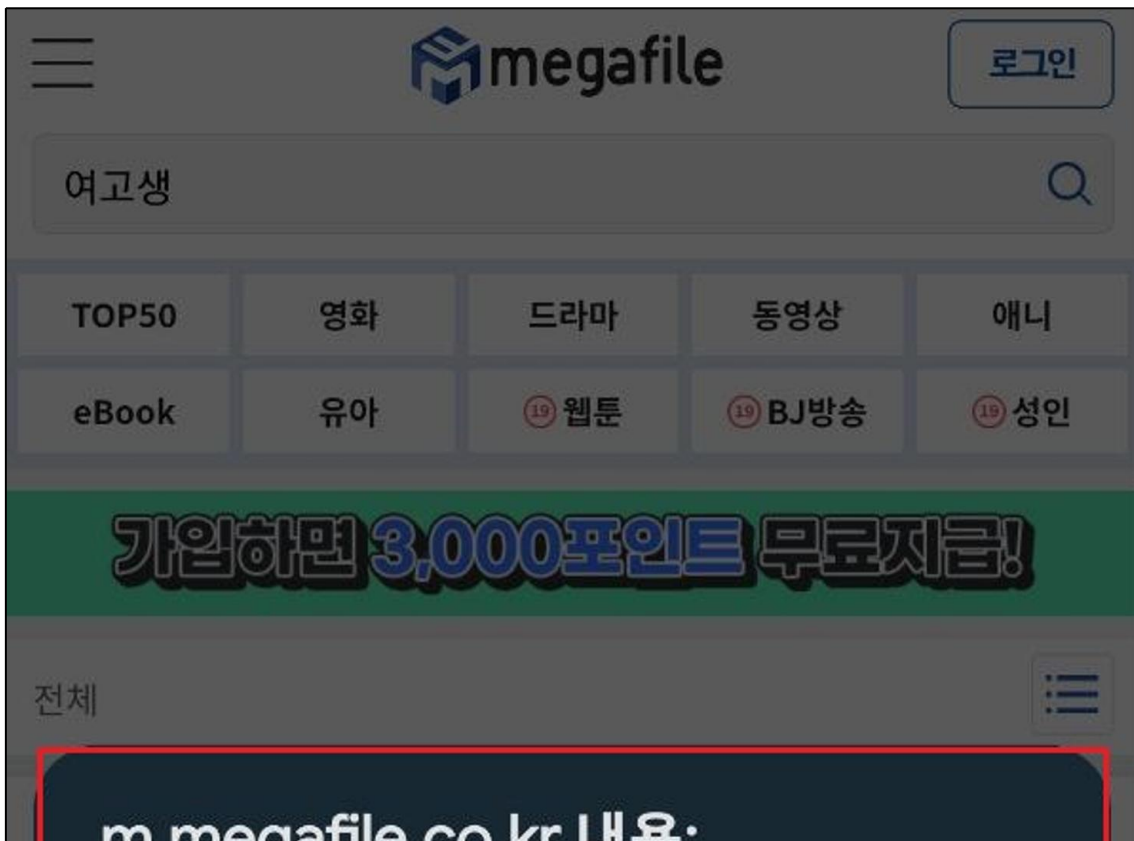 megafile
로그인
여고생
TOP50 영화 드라마 동영상 애니
eBook 유아 19 웹툰 19 BJ방송 19 성인
가입하면 3,000포인트 무료지급!
전체
m.megafile.co.kr 내용: